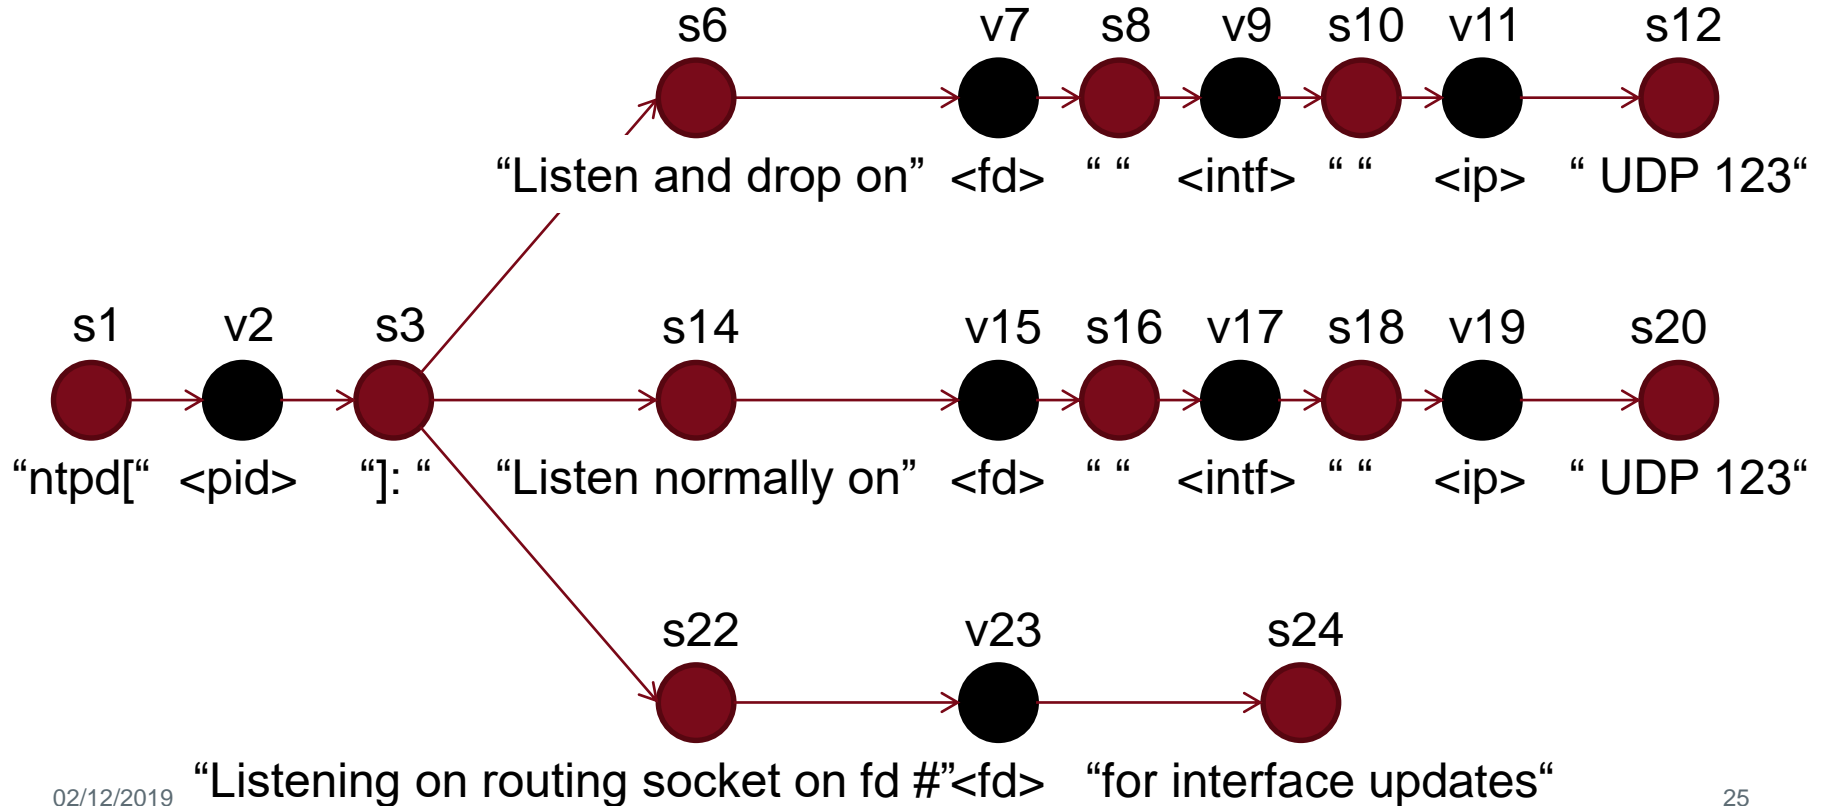 s6 v7 s8 v9 s10 v11 s12
“Listen and drop on” <fd> “ “ <intf> “ “ <ip> “ UDP 123“
s1 v2 s3 s14 v15 s16 v17 s18 v19 s20
“ntpd[“ <pid> “]: “ “Listen normally on” <fd> “ “ <intf> “ “ <ip> “ UDP 123“
s22 v23 s24
“Listening on routing socket on fd #”<fd> “for interface updates“
02/12/2019 25